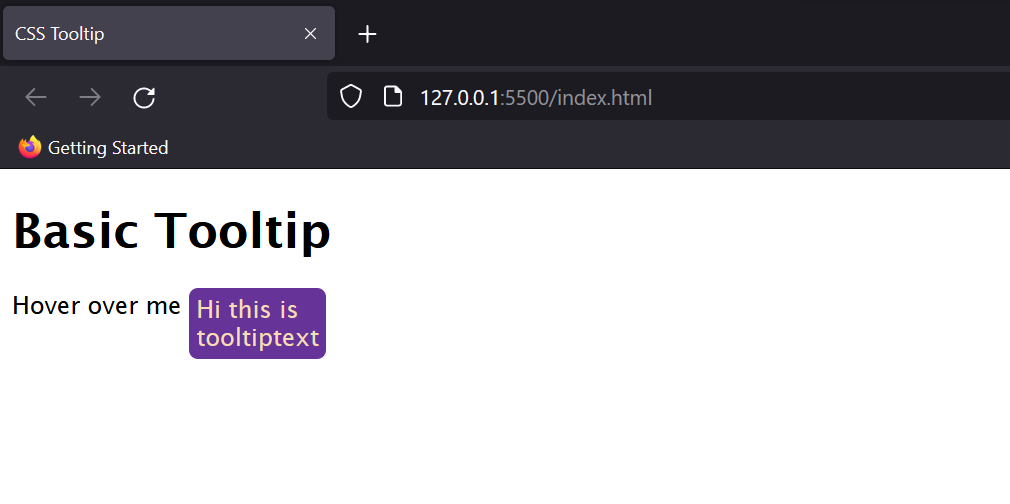 CSS Tooltip
127.0.0.1:5500/index.html
Getting Started
Basic Tooltip
Hover over me
Hi this is
tooltiptext